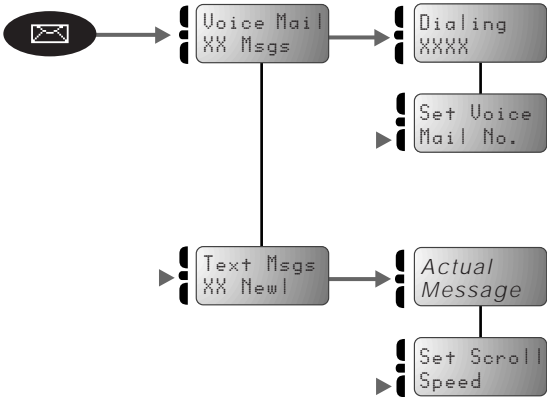 Voice Mail
XX Msgs
Dialing
XXXX
Set Voice
Mail No.
Text Msgs
XX New|
Actual
Message
Set Scroll
Speed